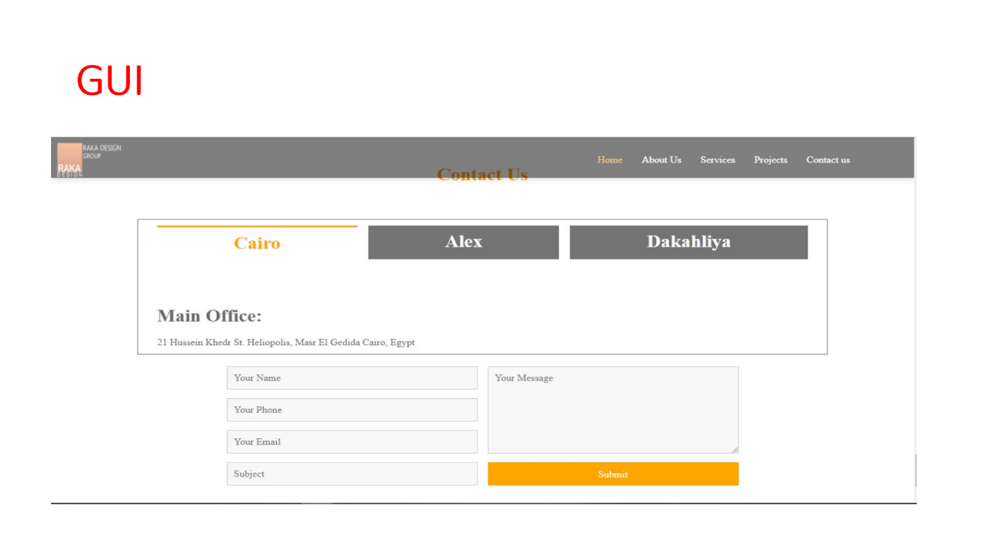 GUI
RAKA DESIGN
GROUP
RAKA
DESIGN
Home About Us Services Projects Contact us
Contact Us
Cairo Alex Dakahliya
Main Office:
21 Hussein Khedr St. Heliopolis, Masr El Gedida Cairo, Egypt
Your Name
Your Message
Your Phone
Your Email
Subject
Submit